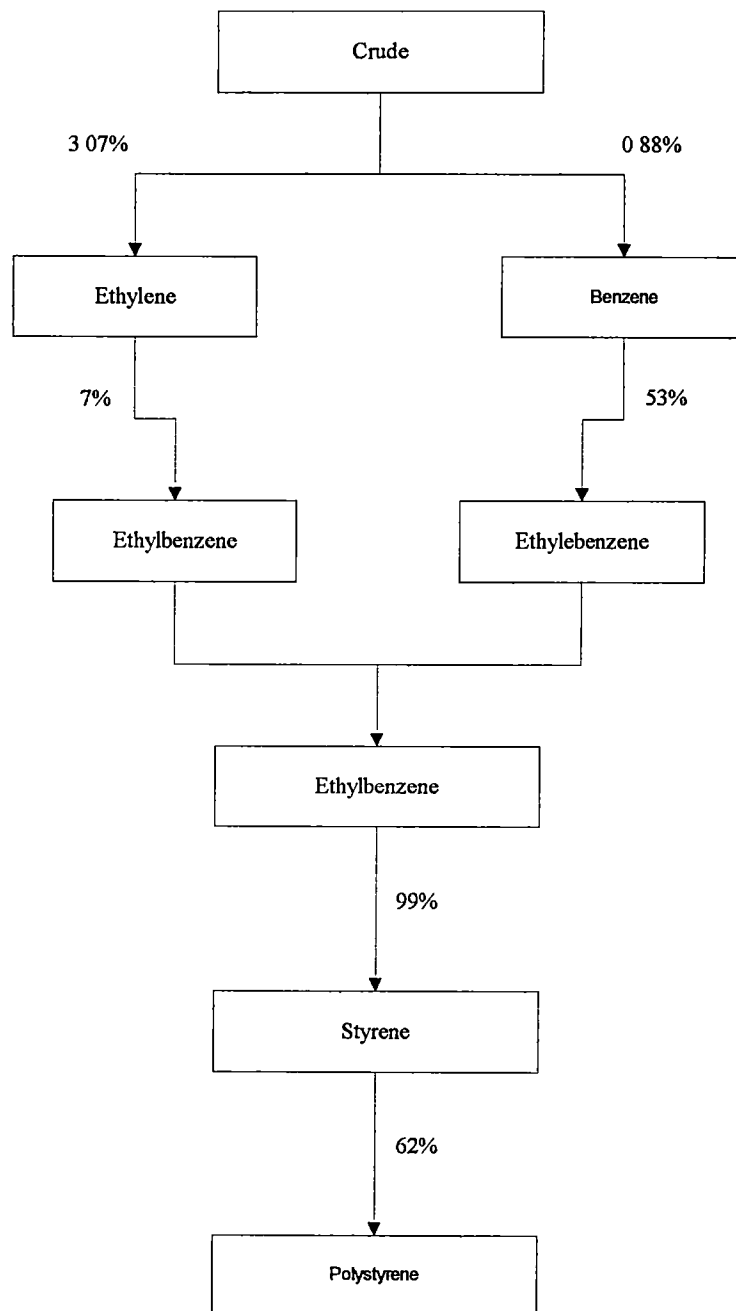 Crude
3 07%
0 88%
Ethylene
Benzene
7%
53%
Ethylbenzene
Ethylebenzene
Ethylbenzene
99%
Styrene
62%
Polystyrene